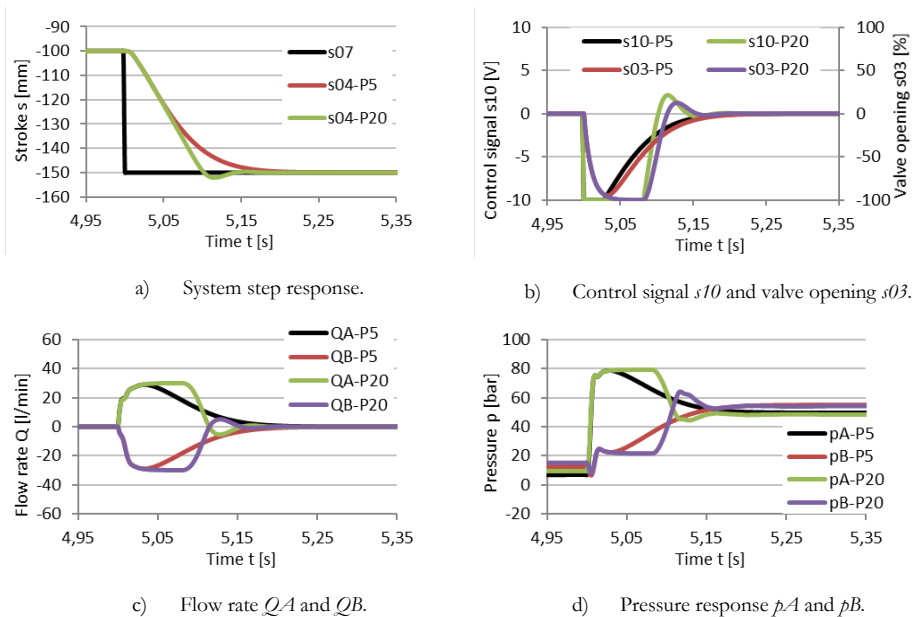 Stroke s [mm]
-90
-100
-110
-120
-130
-140
-150
-160
s07
s04-P5
s04-P20
4,95 5,05 5,15 5,25 5,35
Time t [s]
a) System step response.
Control signal s10 [V]
10
5
0
-5
-10
s10-P5 s10-P20
s03-P5 s03-P20
100
50
0
-50
-100
Valve opening s03 [%]
4,95 5,05 5,15 5,25 5,35
Time t [s]
b) Control signal s10 and valve opening s03.
Flow rate Q [l/min]
60
40
20
0
-20
-40
-60
QA-P5
QB-P5
QA-P20
QB-P20
4,95 5,05 5,15 5,25 5,35
Time t [s]
c) Flow rate QA and QB.
Pressure p [bar]
100
80
60
40
20
0
-20
pA-P5
pB-P5
pA-P20
pB-P20
4,95 5,05 5,15 5,25 5,35
Time t [s]
d) Pressure response pA and pB.